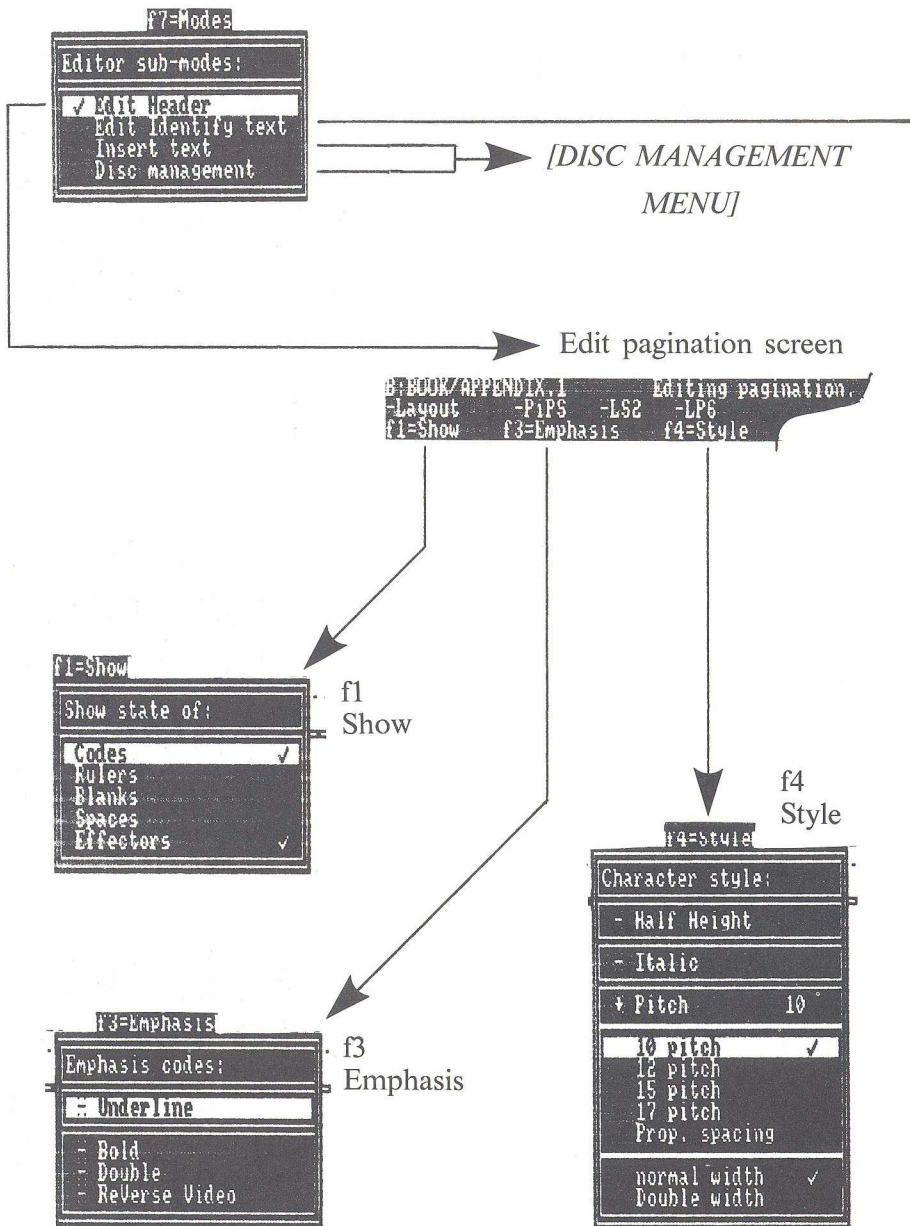 f7=Modes
Editor sub-modes:
✓ Edit Header
Edit Identify text
Insert text
Disc management
[DISC MANAGEMENT
MENU]
Edit pagination screen
B:BOOK/APPENDIX.1 Editing pagination.
-Layout -PiPS -LS2 -LP6
f1=Show f3=Emphasis f4=Style
f1=Show
Show state of:
Codes ✓
Rulers
Blanks
Spaces
Effectors ✓
f1
Show
f3=Emphasis
Emphasis codes:
- Underline
- Bold
- Double
- ReVerse Video
f3
Emphasis
f4
Style
f4=Style
Character style:
- Half Height
- Italic
+ Pitch 10
10 pitch ✓
12 pitch
15 pitch
17 pitch
Prop. spacing
normal width ✓
Double width